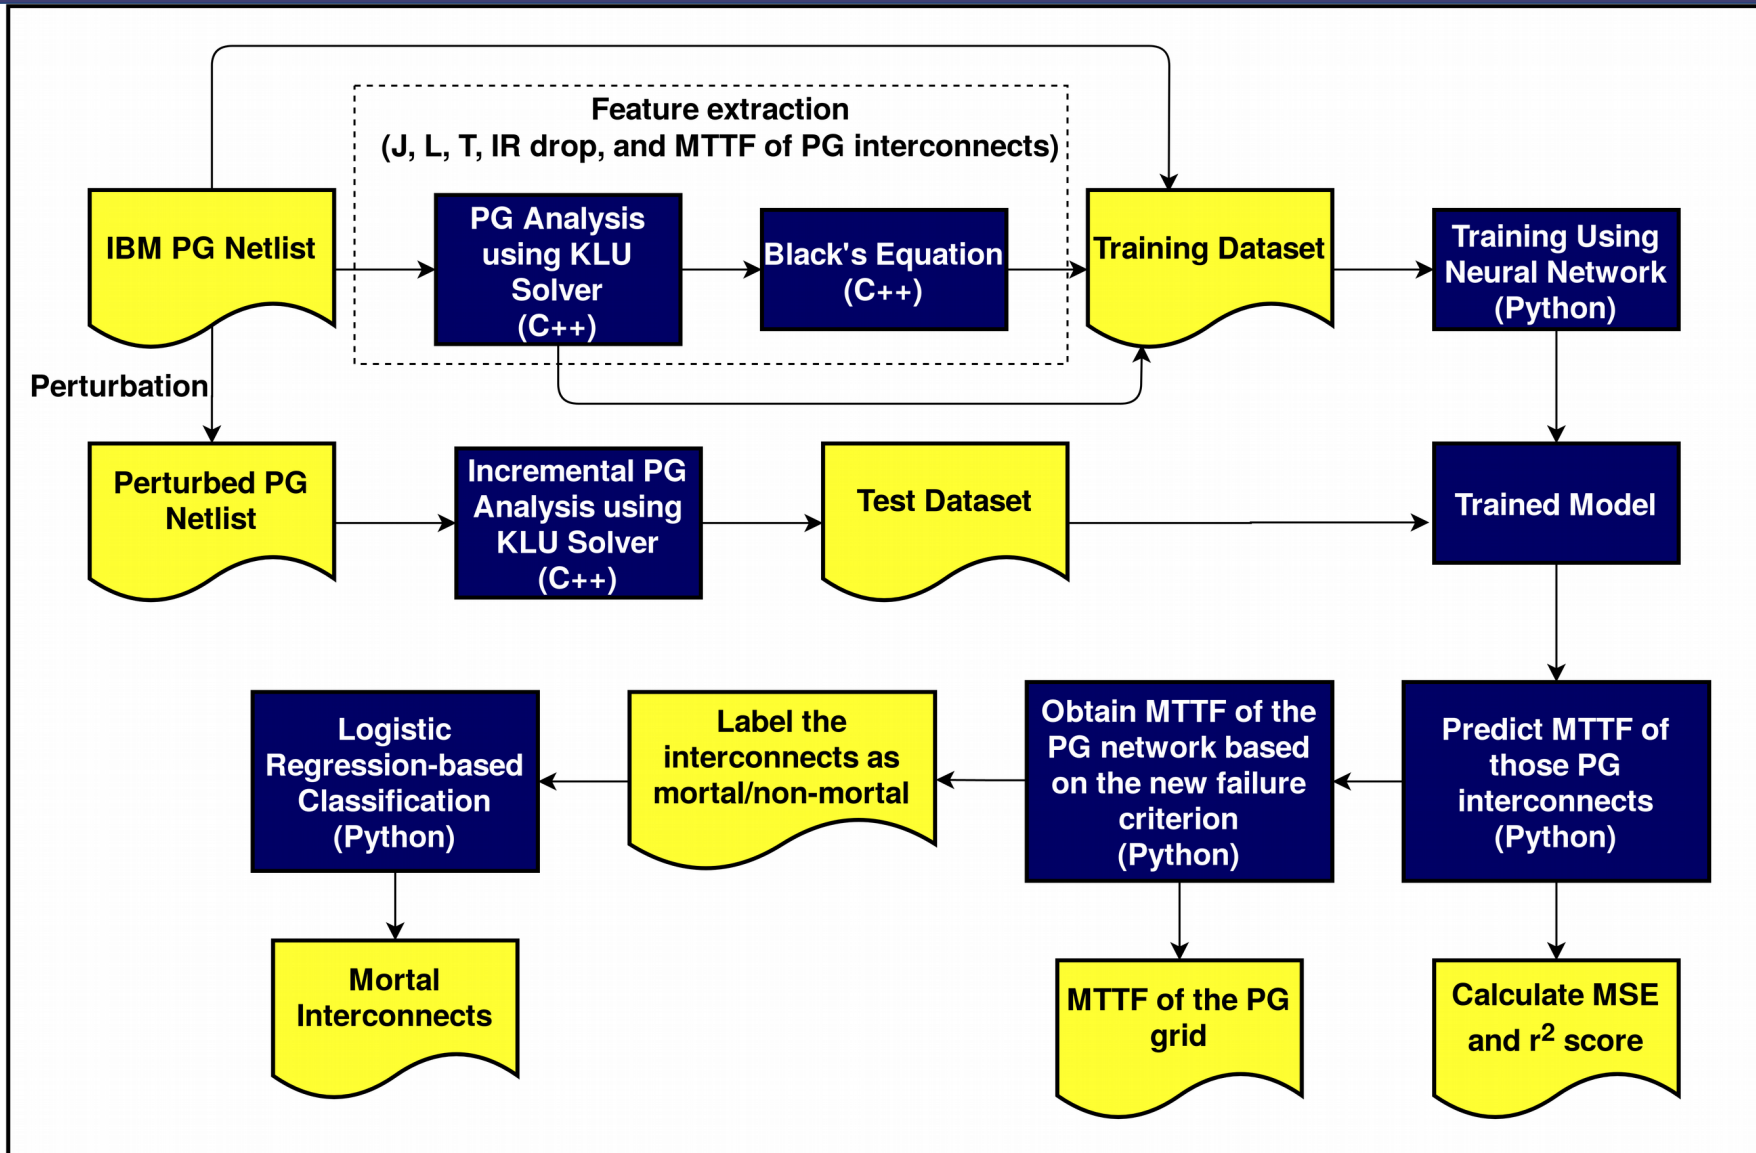 Feature extraction
(J, L, T, IR drop, and MTTF of PG interconnects)
IBM PG Netlist
PG Analysis
using KLU
Solver
(C++)
Black's Equation
(C++)
Training Dataset
Training Using
Neural Network
(Python)
Perturbation
Perturbed PG
Netlist
Incremental PG
Analysis using
KLU Solver
(C++)
Test Dataset
Trained Model
Logistic
Regression-based
Classification
(Python)
Label the
interconnects as
mortal/non-mortal
Obtain MTTF of the
PG network based
on the new failure
criterion
(Python)
Predict MTTF of
those PG
interconnects
(Python)
Mortal
Interconnects
MTTF of the PG
grid
Calculate MSE
and r² score